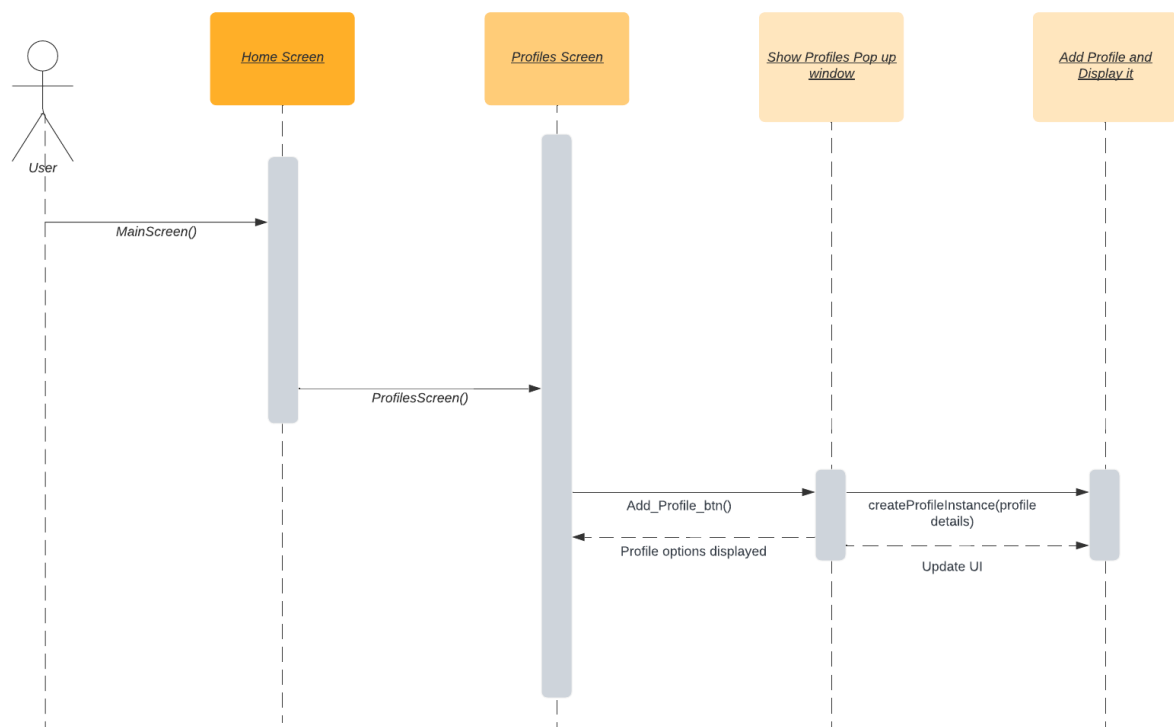 Home Screen
Profiles Screen
Show Profiles Pop up
window
Add Profile and
Display it
User
MainScreen()
ProfilesScreen()
Add_Profile_btn()
createProfileInstance(profile
details)
Profile options displayed
Update UI